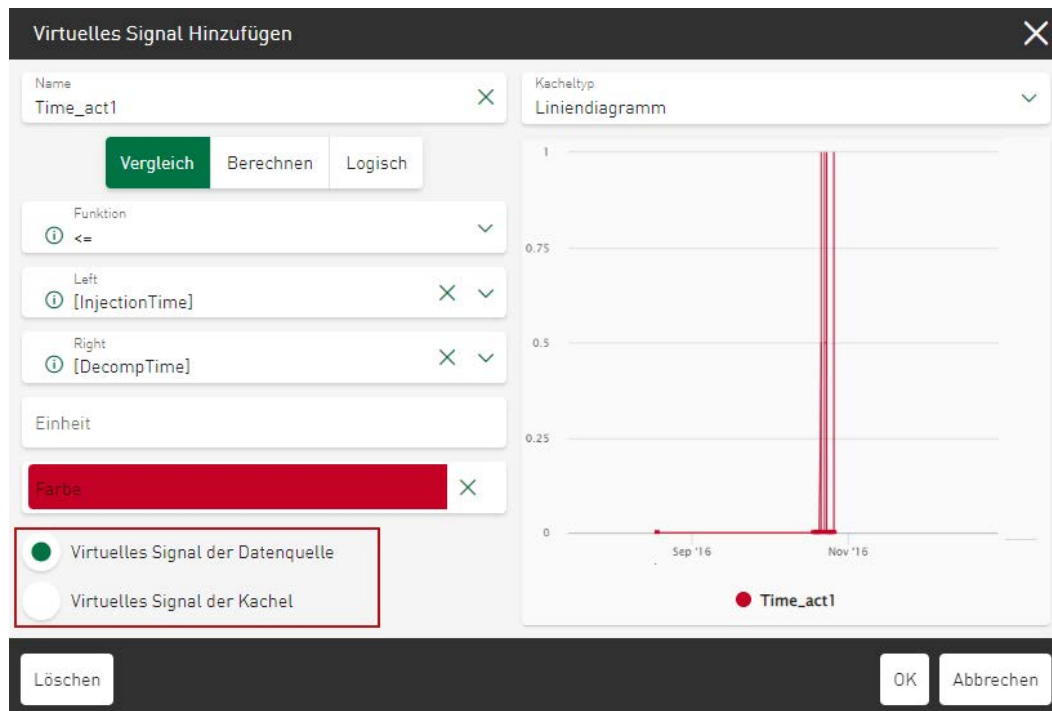 Virtuelles Signal Hinzufügen
Name
Time_act1
Vergleich Berechnen Logisch
Funktion
<=
Left
[InjectionTime]
Right
[DecompTime]
Einheit
Farbe
Virtuelles Signal der Datenquelle
Virtuelles Signal der Kachel
Kacheltyp
Liniendiagramm
1
0.75
0.5
0.25
0
Sep '16 Nov '16
Time_act1
Löschen OK Abbrechen